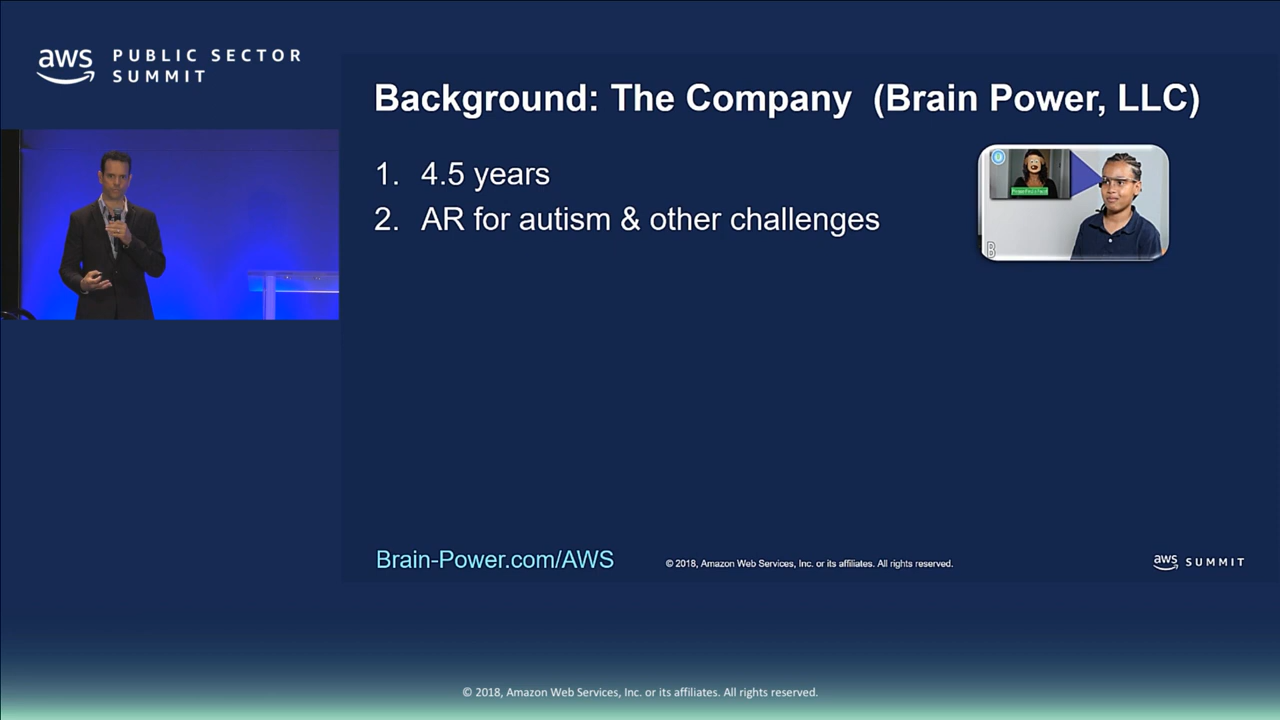 aws PUBLIC SECTOR
SUMMIT
Background: The Company (Brain Power, LLC)
1. 4.5 years
2. AR for autism & other challenges
B
Brain-Power.com/AWS
© 2018, Amazon Web Services, Inc. or its affiliates. All rights reserved.
aws SUMMIT
© 2018, Amazon Web Services, Inc. or its affiliates. All rights reserved.